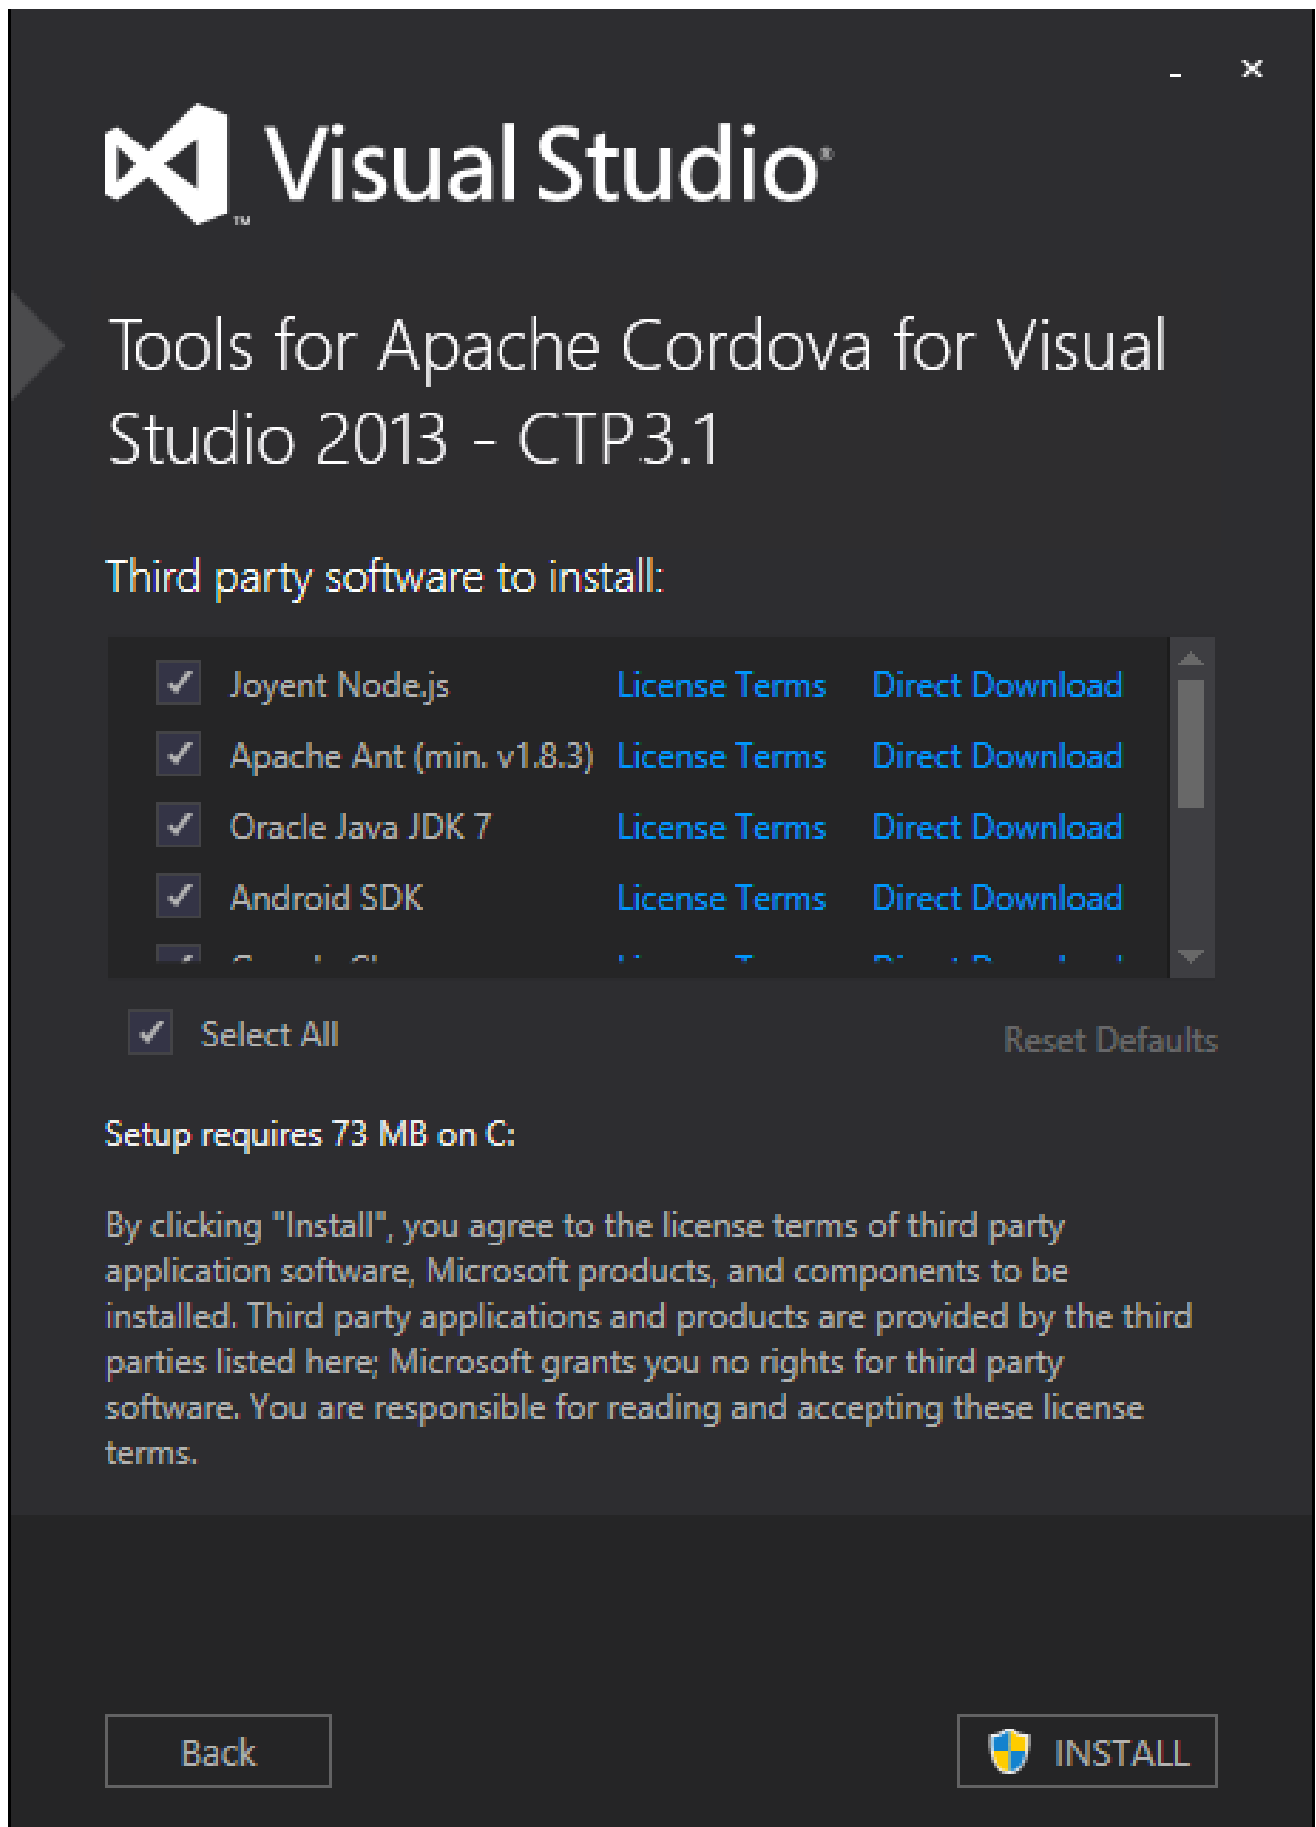 Visual Studio®
™
Tools for Apache Cordova for Visual
Studio 2013 - CTP3.1
Third party software to install:
Joyent Node.js License Terms Direct Download
Apache Ant (min. v1.8.3) License Terms Direct Download
Oracle Java JDK 7 License Terms Direct Download
Android SDK License Terms Direct Download
Select All Reset Defaults
Setup requires 73 MB on C:
By clicking "Install", you agree to the license terms of third party
application software, Microsoft products, and components to be
installed. Third party applications and products are provided by the third
parties listed here; Microsoft grants you no rights for third party
software. You are responsible for reading and accepting these license
terms.
Back INSTALL